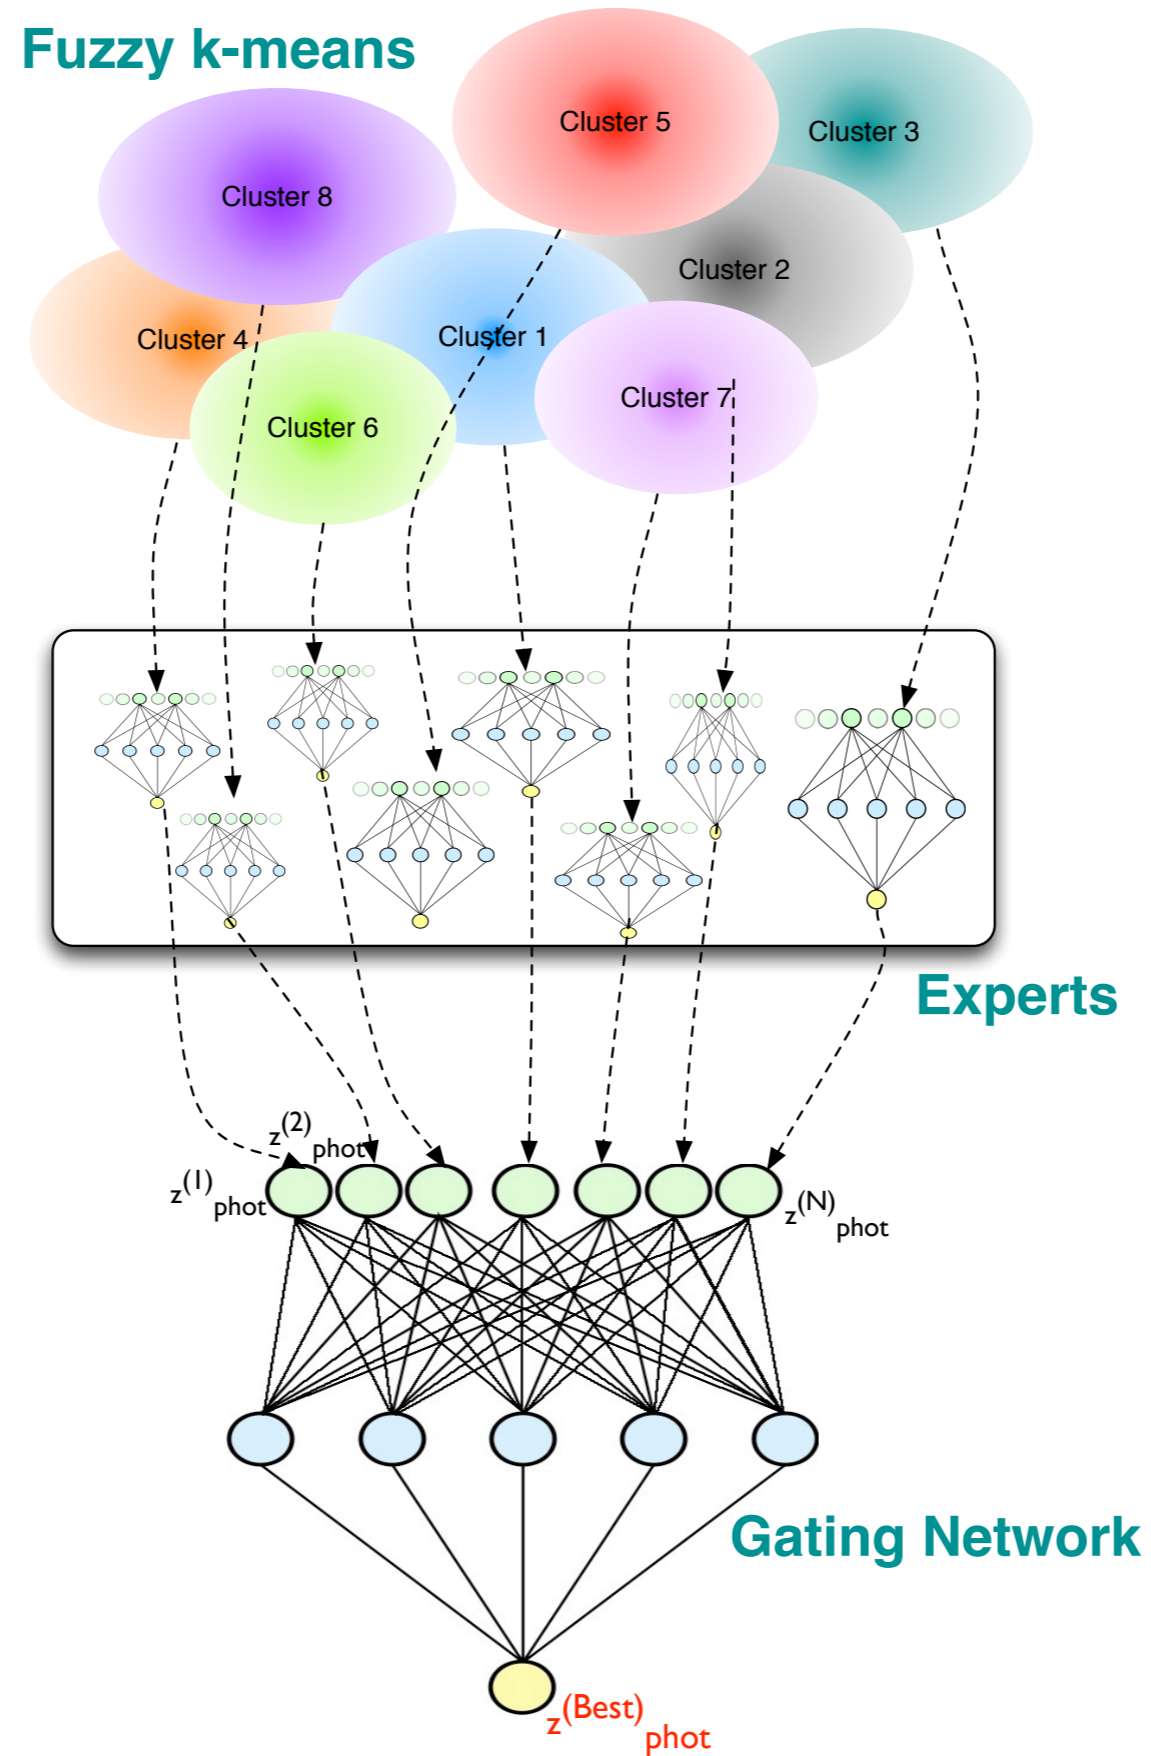 Fuzzy k-means
Cluster 5
Cluster 3
Cluster 8
Cluster 2
Cluster 4
Cluster 1
Cluster 7
Cluster 6
Experts
z(2)phot
z(1)phot
z(N)phot
Gating Network
z(Best)phot